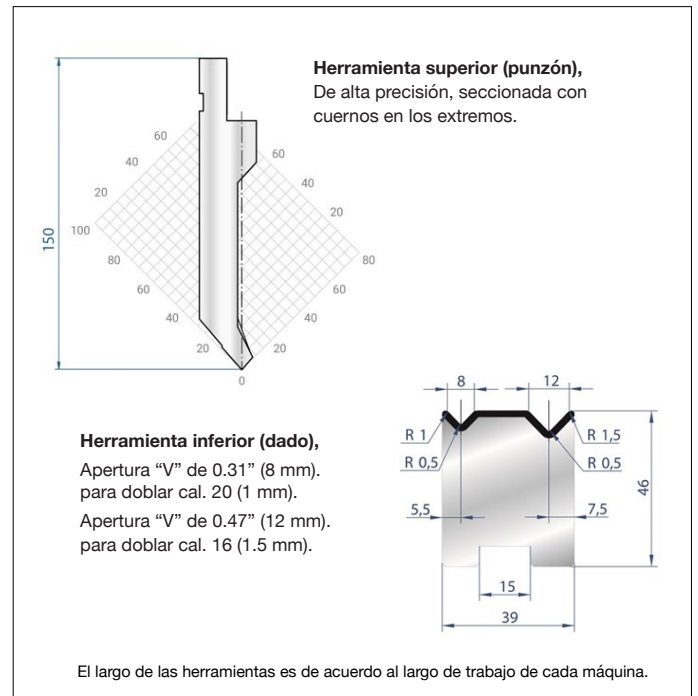 Herramienta superior (punzón),
De alta precisión, seccionada con
cuernos en los extremos.
150
60
40
20
100
80
60
40
20
0
60
40
20
80
60
40
20
Herramienta inferior (dado),
Apertura “V” de 0.31” (8 mm).
para doblar cal. 20 (1 mm).
Apertura “V” de 0.47” (12 mm).
para doblar cal. 16 (1.5 mm).
8
12
R 1
R 1,5
R 0,5
R 0,5
5,5
7,5
46
15
39
El largo de las herramientas es de acuerdo al largo de trabajo de cada máquina.